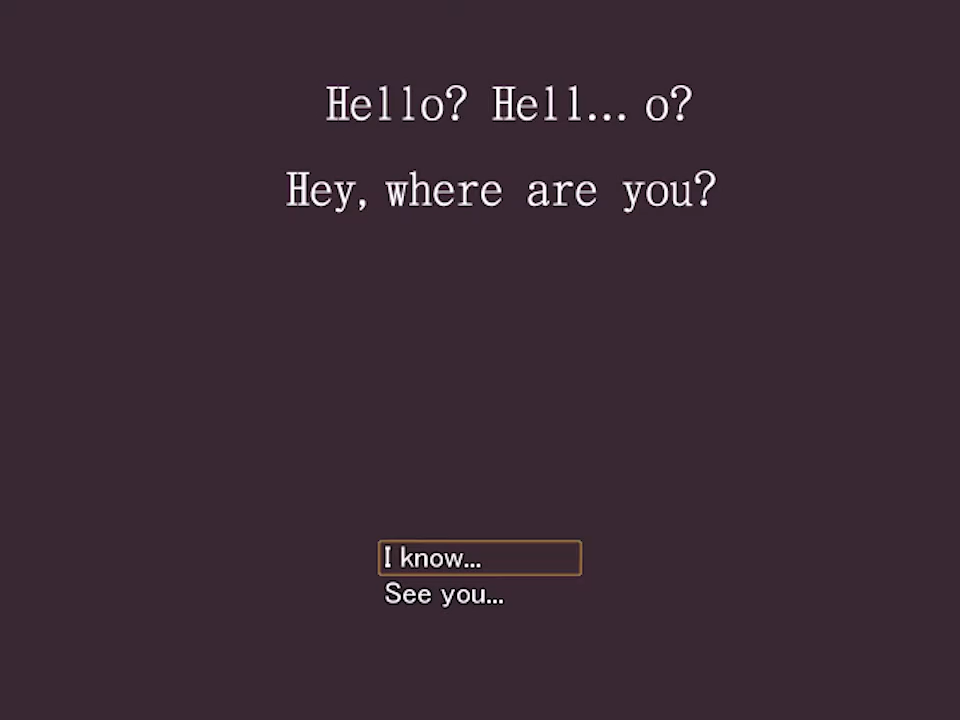 Hello? Hell... o?
Hey, where are you?
I know...
See you...